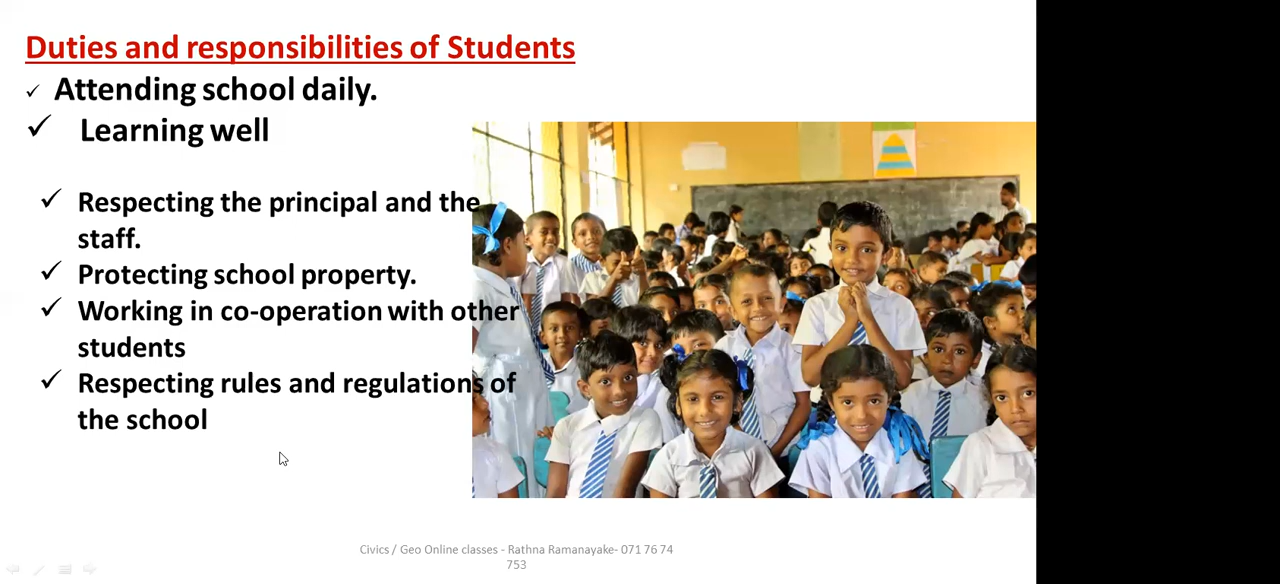 Duties and responsibilities of Students
✓ Attending school daily.
✓ Learning well
✓ Respecting the principal and the
staff.
✓ Protecting school property.
✓ Working in co-operation with other
students
✓ Respecting rules and regulations of
the school
Civics / Geo Online classes - Rathna Ramanayake- 071 76 74
753